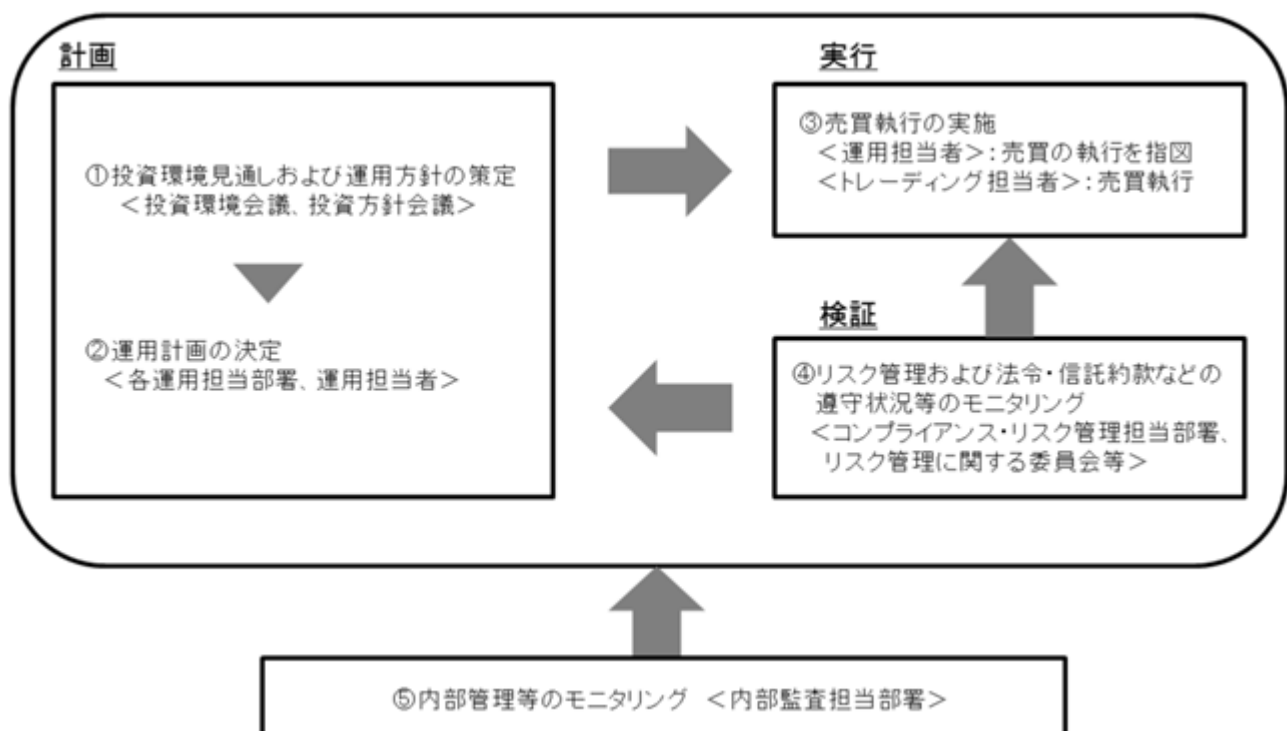 計画
①投資環境見通しおよび運用方針の策定
＜投資環境会議、投資方針会議＞
②運用計画の決定
＜各運用担当部署、運用担当者＞
実行
③売買執行の実施
＜運用担当者＞：売買の執行を指図
＜トレーディング担当者＞：売買執行
検証
④リスク管理および法令・信託約款などの
遵守状況等のモニタリング
＜コンプライアンス・リスク管理担当部署、
リスク管理に関する委員会等＞
⑤内部管理等のモニタリング ＜内部監査担当部署＞